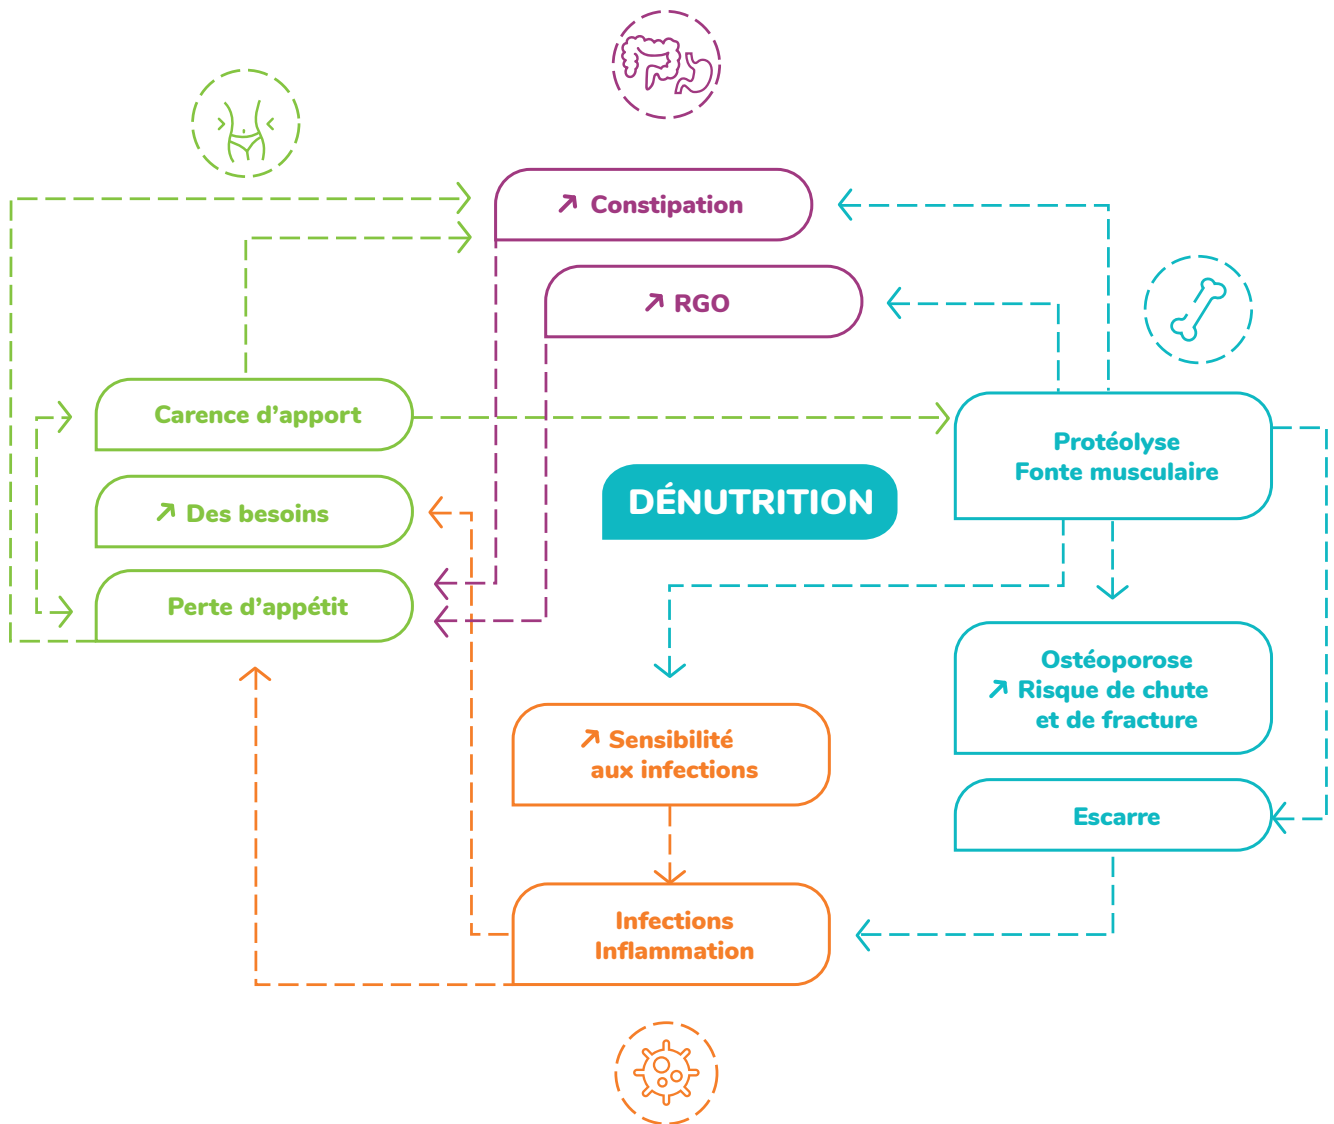 ↗ Constipation
↗ RGO
Carence d'apport
↗ Des besoins
Perte d'appétit
DÉNUTRITION
Protéolyse
Fonte musculaire
Ostéoporose
↗ Risque de chute
et de fracture
Escarre
↗ Sensibilité
aux infections
Infections
Inflammation